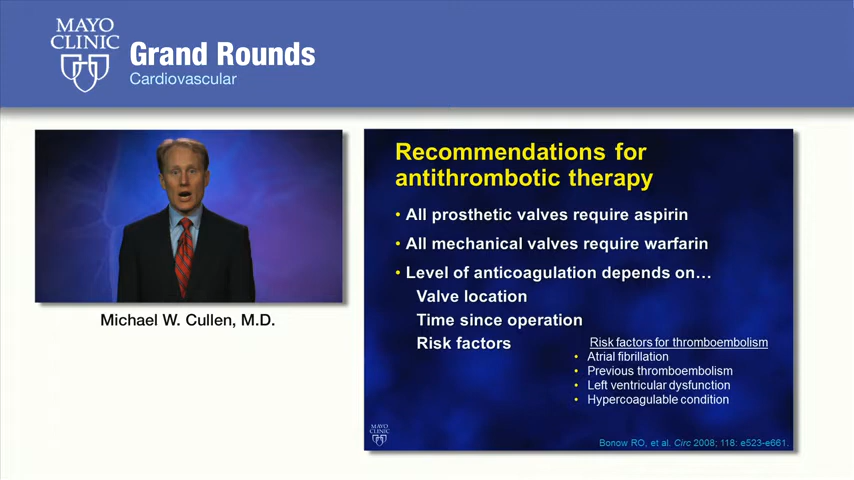 MAYO
CLINIC
Grand Rounds
Cardiovascular
Michael W. Cullen, M.D.
Recommendations for
antithrombotic therapy
• All prosthetic valves require aspirin
• All mechanical valves require warfarin
• Level of anticoagulation depends on…
Valve location
Time since operation
Risk factors
Risk factors for thromboembolism
• Atrial fibrillation
• Previous thromboembolism
• Left ventricular dysfunction
• Hypercoagulable condition
MAYO
CLINIC
Bonow RO, et al. Circ 2008; 118: e523-e661.